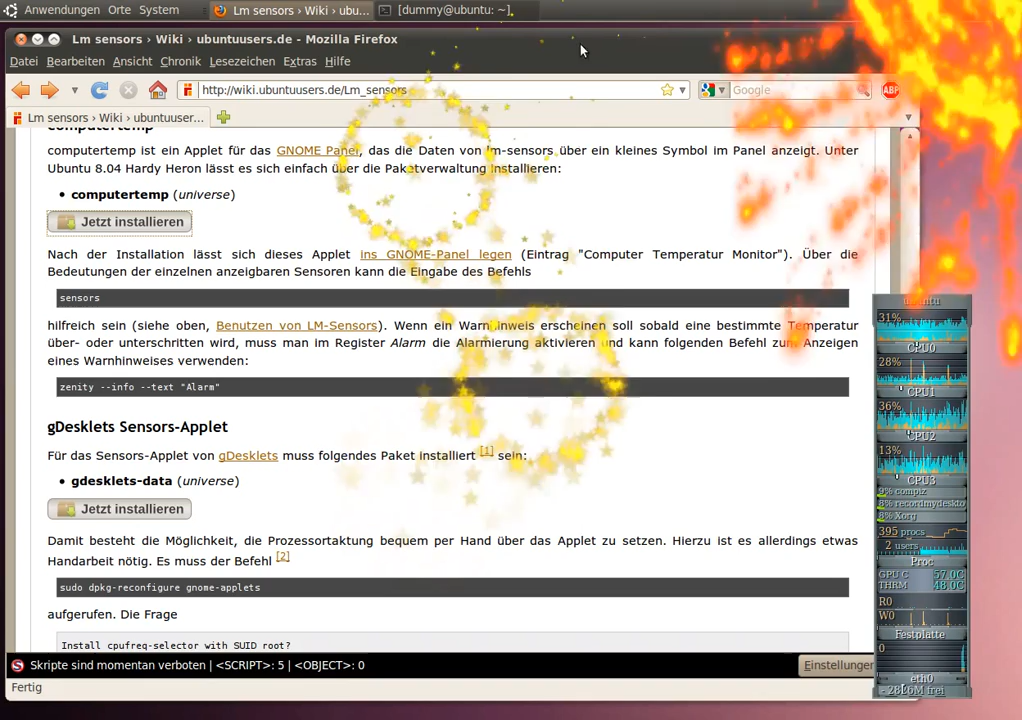 Anwendungen Orte System Lm sensors › Wiki › ubu... [dummy@ubuntu: ~]
Lm sensors › Wiki › ubuntuusers.de - Mozilla Firefox
Datei Bearbeiten Ansicht Chronik Lesezeichen Extras Hilfe
http://wiki.ubuntuusers.de/Lm_sensors Google ABP
Lm sensors › Wiki › ubuntuuser...
computertemp
computertemp ist ein Applet für das GNOME Panel, das die Daten von lm-sensors über ein kleines Symbol im Panel anzeigt. Unter
Ubuntu 8.04 Hardy Heron lässt es sich einfach über die Paketverwaltung installieren:
• computertemp (universe)
Jetzt installieren
Nach der Installation lässt sich dieses Applet ins GNOME-Panel legen (Eintrag "Computer Temperatur Monitor"). Über die
Bedeutungen der einzelnen anzeigbaren Sensoren kann die Eingabe des Befehls
sensors
hilfreich sein (siehe oben, Benutzen von LM-Sensors). Wenn ein Warnhinweis erscheinen soll sobald eine bestimmte Temperatur
über- oder unterschritten wird, muss man im Register Alarm die Alarmierung aktivieren und kann folgenden Befehl zum Anzeigen
eines Warnhinweises verwenden:
zenity --info --text "Alarm"
gDesklets Sensors-Applet
Für das Sensors-Applet von gDesklets muss folgendes Paket installiert [1] sein:
• gdesklets-data (universe)
Jetzt installieren
Damit besteht die Möglichkeit, die Prozessortaktung bequem per Hand über das Applet zu setzen. Hierzu ist es allerdings etwas
Handarbeit nötig. Es muss der Befehl [2]
sudo dpkg-reconfigure gnome-applets
aufgerufen. Die Frage
Install cpufreq-selector with SUID root?
Skripte sind momentan verboten | <SCRIPT>: 5 | <OBJECT>: 0 Einstellungen
Fertig
ubuntu
31%
CPU0
28%
CPU1
36%
CPU2
13%
CPU3
9% compiz
8% recordmydeskto
8% Xorg
395 procs
2 users
Proc
GPU C 57.0C
THRM 48.0C
R0
W0
Festplatte
0
eth0
frei